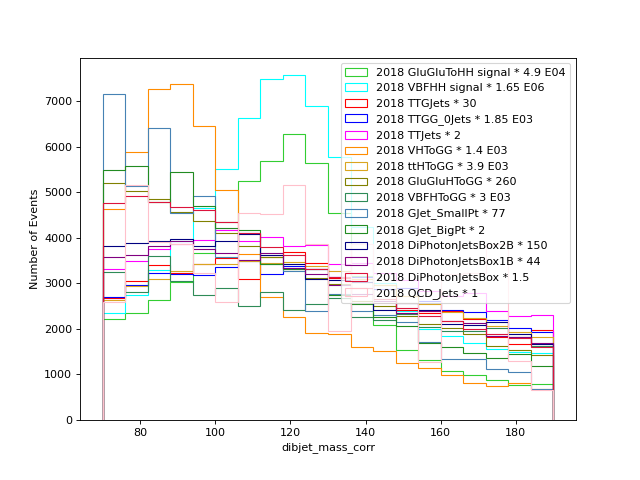 7000
6000
5000
4000
3000
2000
1000
0
Number of Events
80
100
120
140
160
180
dibjet_mass_corr
2018 GluGluToHH signal * 4.9 E04
2018 VBFHH signal * 1.65 E06
2018 TTGJets * 30
2018 TTGG_0Jets * 1.85 E03
2018 TTJets * 2
2018 VHToGG * 1.4 E03
2018 ttHToGG * 3.9 E03
2018 GluGluHToGG * 260
2018 VBFHToGG * 3 E03
2018 GJet_SmallPt * 77
2018 GJet_BigPt * 2
2018 DiPhotonJetsBox2B * 150
2018 DiPhotonJetsBox1B * 44
2018 DiPhotonJetsBox * 1.5
2018 QCD_Jets * 1